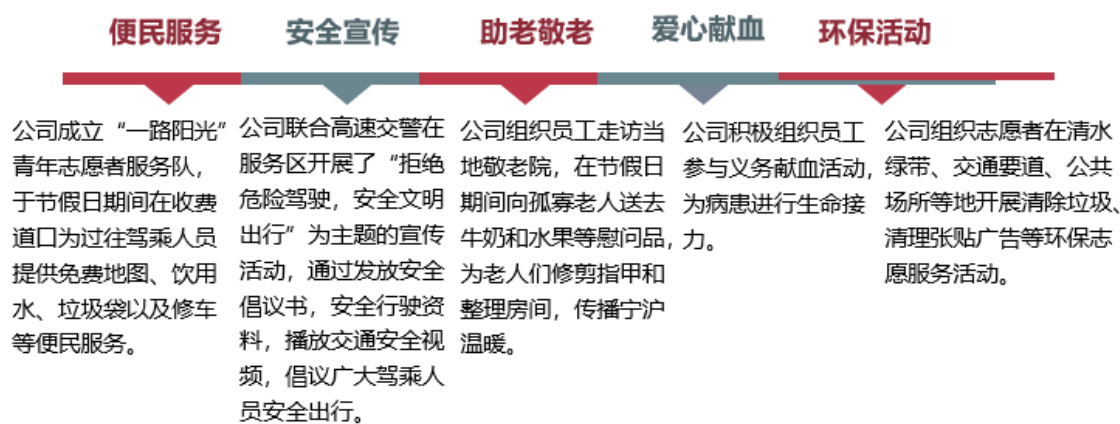 便民服务
安全宣传
助老敬老
爱心献血
环保活动
公司成立“一路阳光”
青年志愿者服务队，
于节假日期间在收费
道口为过往驾乘人员
提供免费地图、饮用
水、垃圾袋以及修车
等便民服务。
公司联合高速交警在
服务区开展了“拒绝
危险驾驶，安全文明
出行”为主题的宣传
活动，通过发放安全
倡议书，安全行驶资
料，播放交通安全视
频，倡议广大驾乘人
员安全出行。
公司组织员工走访当
地敬老院，在节假日
期间向孤寡老人送去
牛奶和水果等慰问品，
为老人们修剪指甲和
整理房间，传播宁沪
温暖。
公司积极组织员工
参与义务献血活动，
为病患进行生命接
力。
公司组织志愿者在清水
绿带、交通要道、公共
场所等地开展清除垃圾、
清理张贴广告等环保志
愿服务活动。